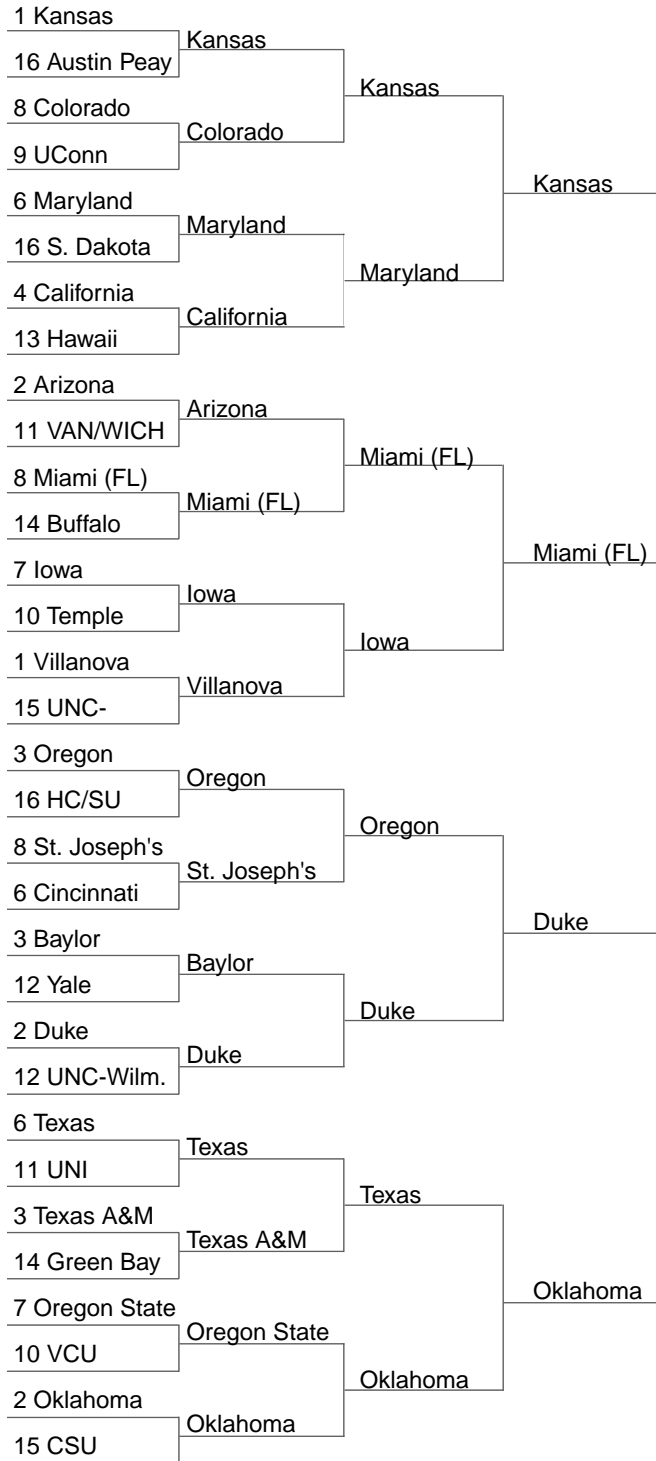 1 Kansas
16 Austin Peay
8 Colorado
9 UConn
6 Maryland
16 S. Dakota
4 California
13 Hawaii
2 Arizona
11 VAN/WICH
8 Miami (FL)
14 Buffalo
7 Iowa
10 Temple
1 Villanova
15 UNC-
3 Oregon
16 HC/SU
8 St. Joseph's
6 Cincinnati
3 Baylor
12 Yale
2 Duke
12 UNC-Wilm.
6 Texas
11 UNI
3 Texas A&M
14 Green Bay
7 Oregon State
10 VCU
2 Oklahoma
15 CSU
Kansas
Colorado
Maryland
California
Arizona
Miami (FL)
Iowa
Villanova
Oregon
St. Joseph's
Baylor
Duke
Texas
Texas A&M
Oregon State
Oklahoma
Kansas
Maryland
Miami (FL)
Iowa
Oregon
Duke
Texas
Oklahoma
Kansas
Miami (FL)
Duke
Oklahoma